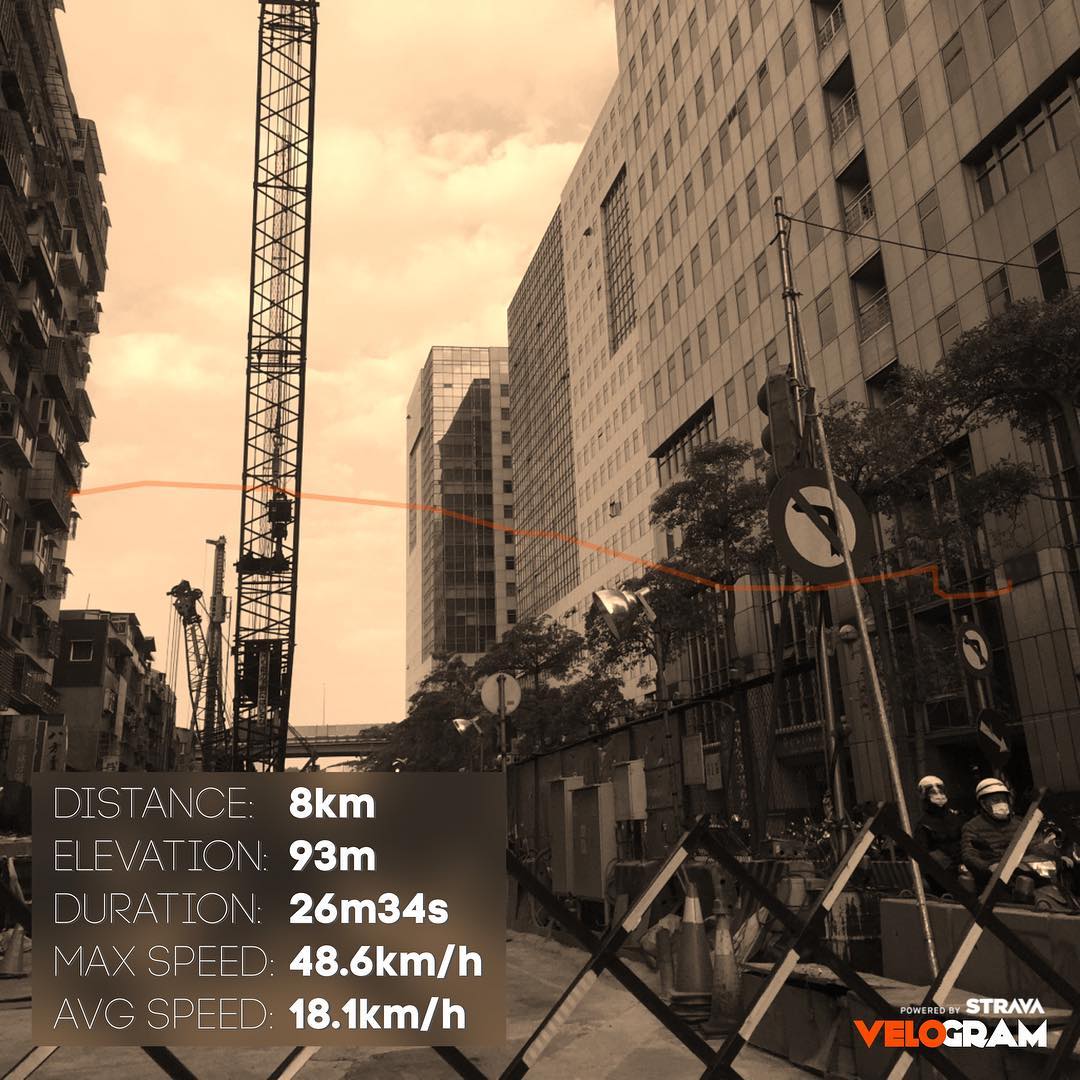 DISTANCE: 8km
ELEVATION: 93m
DURATION: 26m34s
MAX SPEED: 48.6km/h
AVG SPEED: 18.1km/h
POWERED BY STRAVA
VELOGRAM